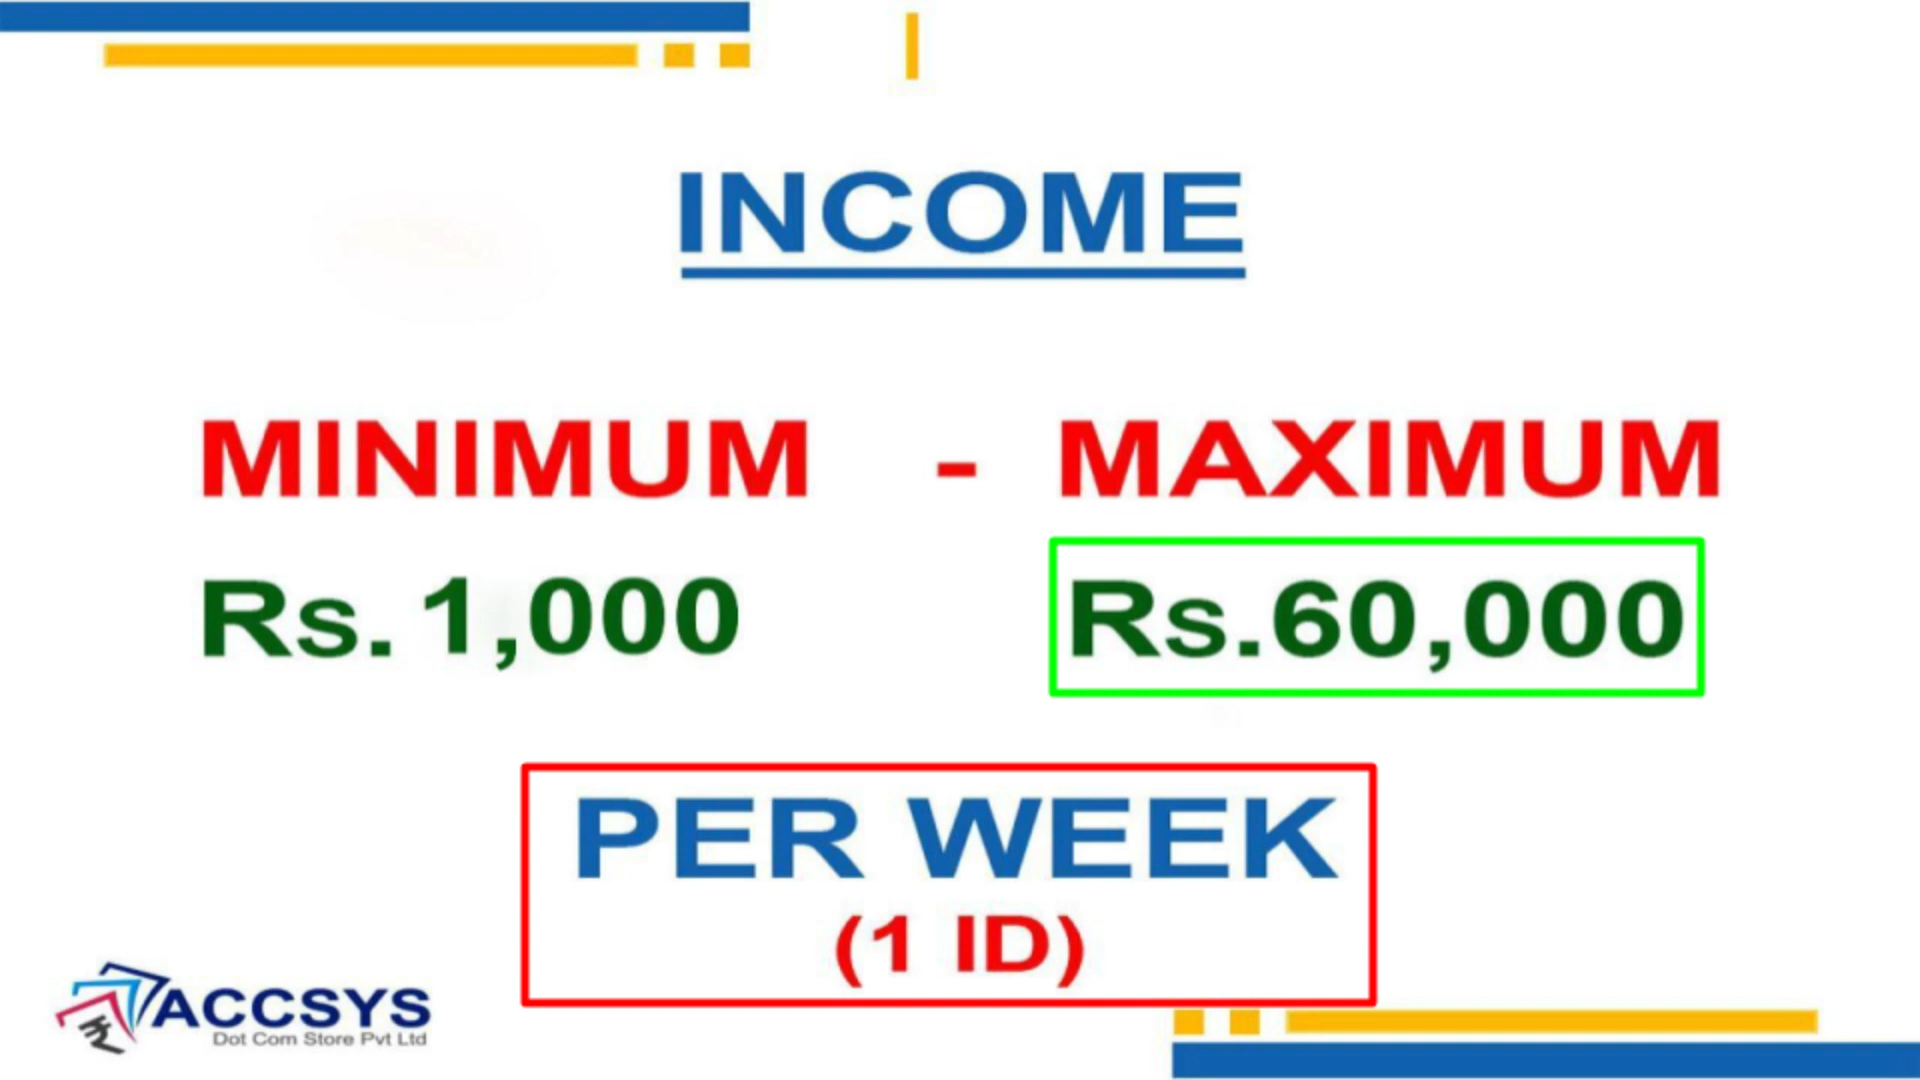 INCOME
MINIMUM - MAXIMUM
Rs. 1,000 Rs.60,000
PER WEEK
(1 ID)
ACCSYS
Dot Com Store Pvt Ltd